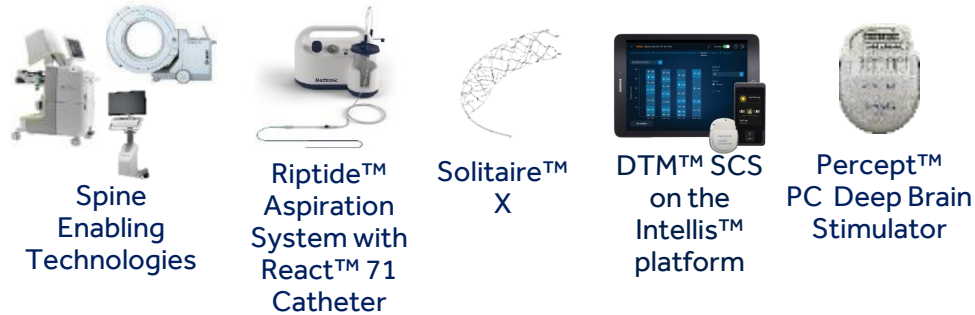 Spine
Enabling
Technologies
Riptide™
Aspiration
System with
React™ 71
Catheter
Solitaire™
X
DTM™ SCS
on the
Intellis™
platform
Percept™
PC Deep Brain
Stimulator
Medtronic